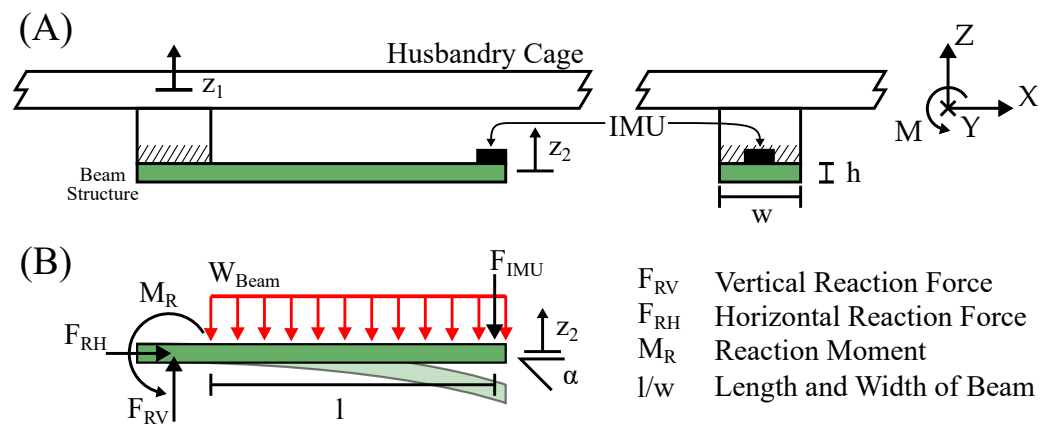 (A)
Husbandry Cage
z1
IMU
z2
Beam
Structure
h
w
Z
X
Y
M
(B)
WBeam
FIMU
MR
FRH
FRV
z2
α
l
FRV Vertical Reaction Force
FRH Horizontal Reaction Force
MR Reaction Moment
l/w Length and Width of Beam